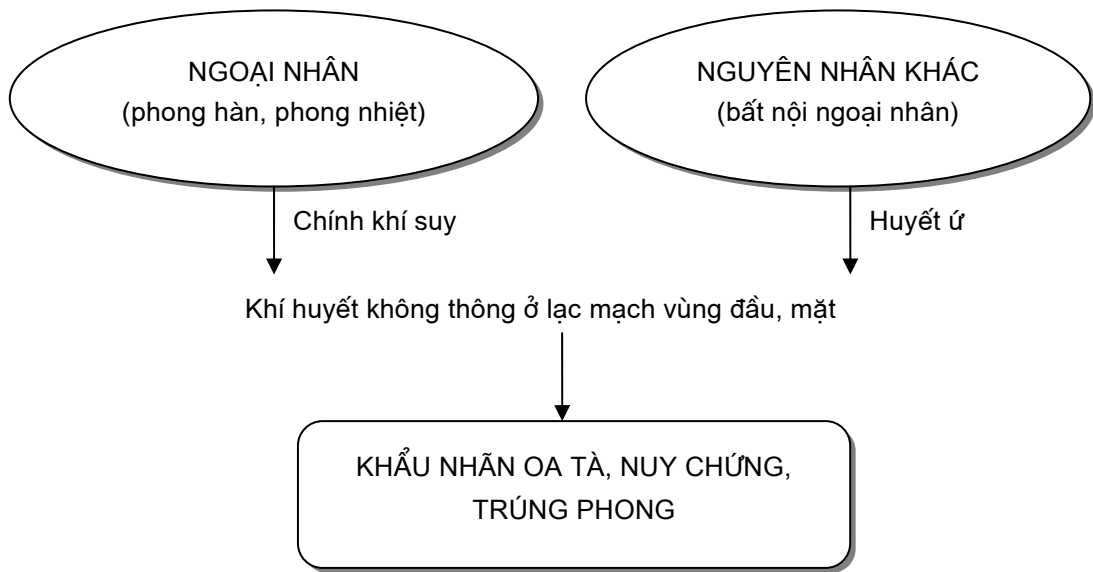 NGOẠI NHÂN
(phong hàn, phong nhiệt)
NGUYÊN NHÂN KHÁC
(bất nội ngoại nhân)
Chính khí suy
Huyết ứ
Khí huyết không thông ở lạc mạch vùng đầu, mặt
KHẨU NHÃN OA TÀ, NUY CHỨNG,
TRÚNG PHONG